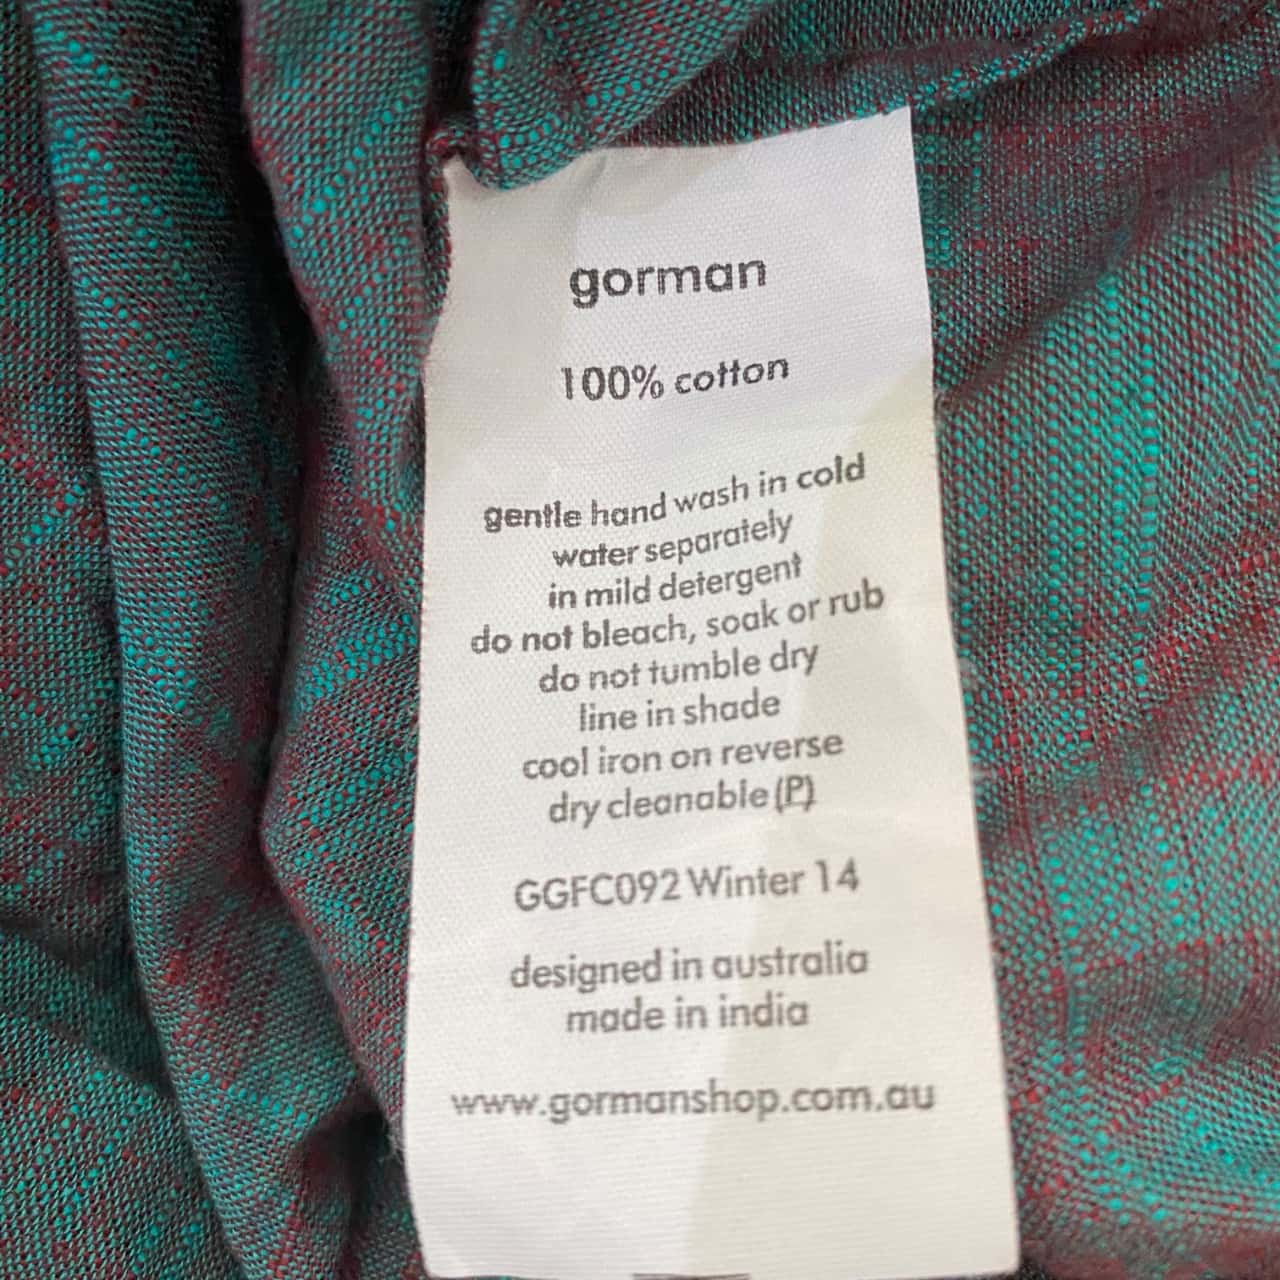 gorman
100% cotton
gentle hand wash in cold
water separately
in mild detergent
do not bleach, soak or rub
do not tumble dry
line in shade
cool iron on reverse
dry cleanable (P)
GGFC092 Winter 14
designed in australia
made in india
www.gormanshop.com.au